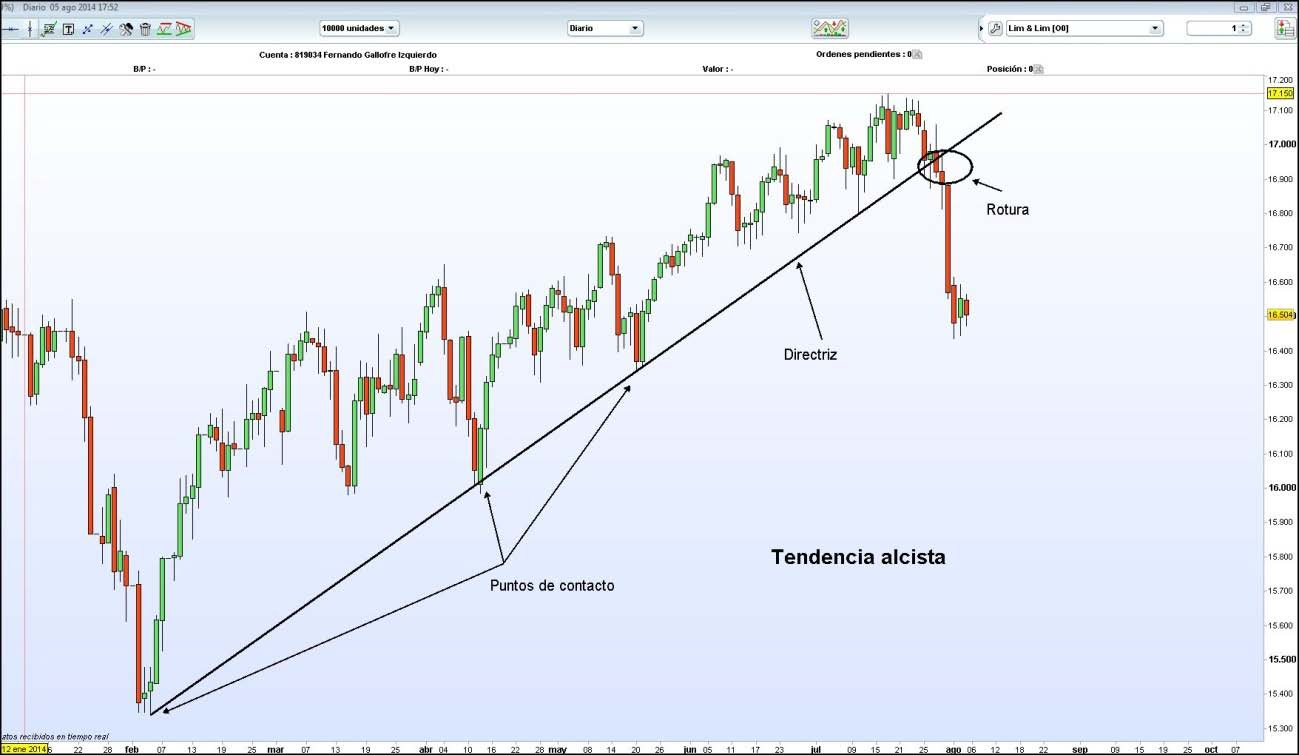 %) Diario 05 ago 2014 17:52
10000 unidades
Diario
Lim & Lim [O0]
1
Cuenta : 819034 Fernando Gallofre Izquierdo
Ordenes pendientes : 0
B/P : -
B/P Hoy : -
Valor : -
Posición : 0
17.200
17.150
17.100
17.000
16.900
16.800
16.700
16.600
16.504
16.400
16.300
16.200
16.100
16.000
15.900
15.800
15.700
15.600
15.500
15.400
15.300
Rotura
Directriz
Tendencia alcista
Puntos de contacto
atos recibidos en tiempo real
12 ene 2014 6 22 28 feb 07 13 19 25 mar 07 13 19 25 abr 04 10 16 22 28 may 08 14 20 26 jun 05 11 17 23 jul 09 15 21 25 ago 06 12 18 22 sep 09 15 19 25 oct 07